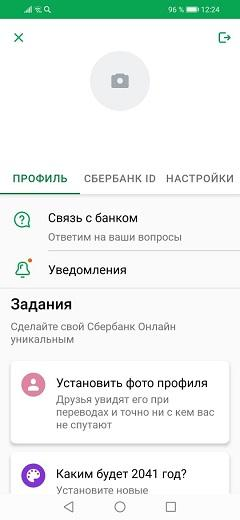 96 % 12:24
ПРОФИЛЬ СБЕРБАНК ID НАСТРОЙКИ
Связь с банком
Ответим на ваши вопросы
Уведомления
Задания
Сделайте свой Сбербанк Онлайн
уникальным
Установить фото профиля
Друзья увидят его при
переводах и точно ни с кем вас
не спутают
Каким будет 2041 год?
Установите новые